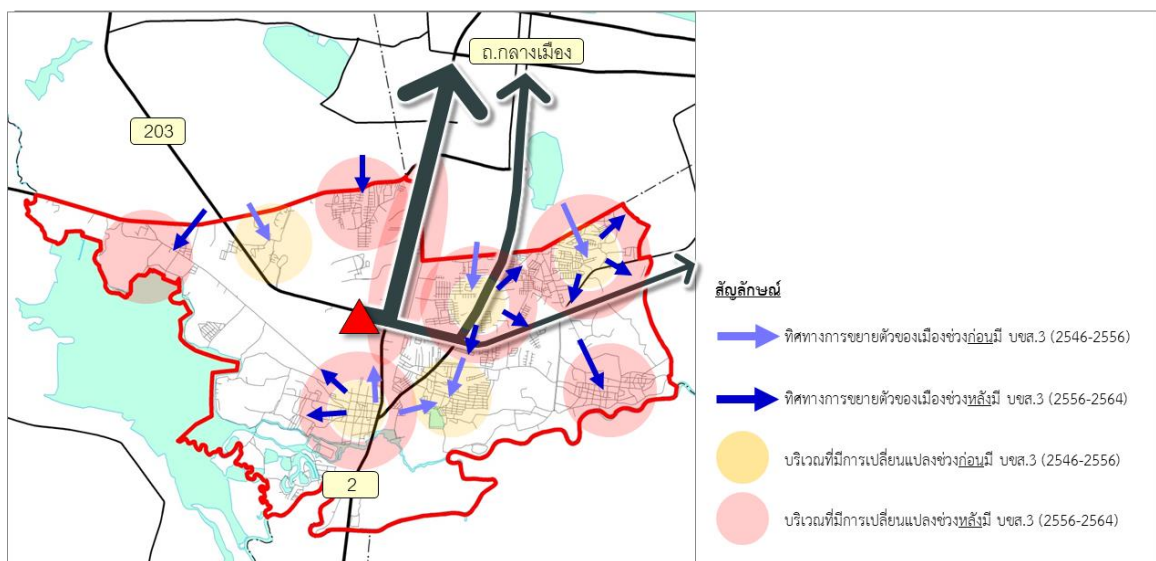 ถ.กลางเมือง
203
2
สัญลักษณ์
ทิศทางการขยายตัวของเมืองช่วงก่อนมี บขส.3 (2546-2556)
ทิศทางการขยายตัวของเมืองช่วงหลังมี บขส.3 (2556-2564)
บริเวณที่มีการเปลี่ยนแปลงช่วงก่อนมี บขส.3 (2546-2556)
บริเวณที่มีการเปลี่ยนแปลงช่วงหลังมี บขส.3 (2556-2564)